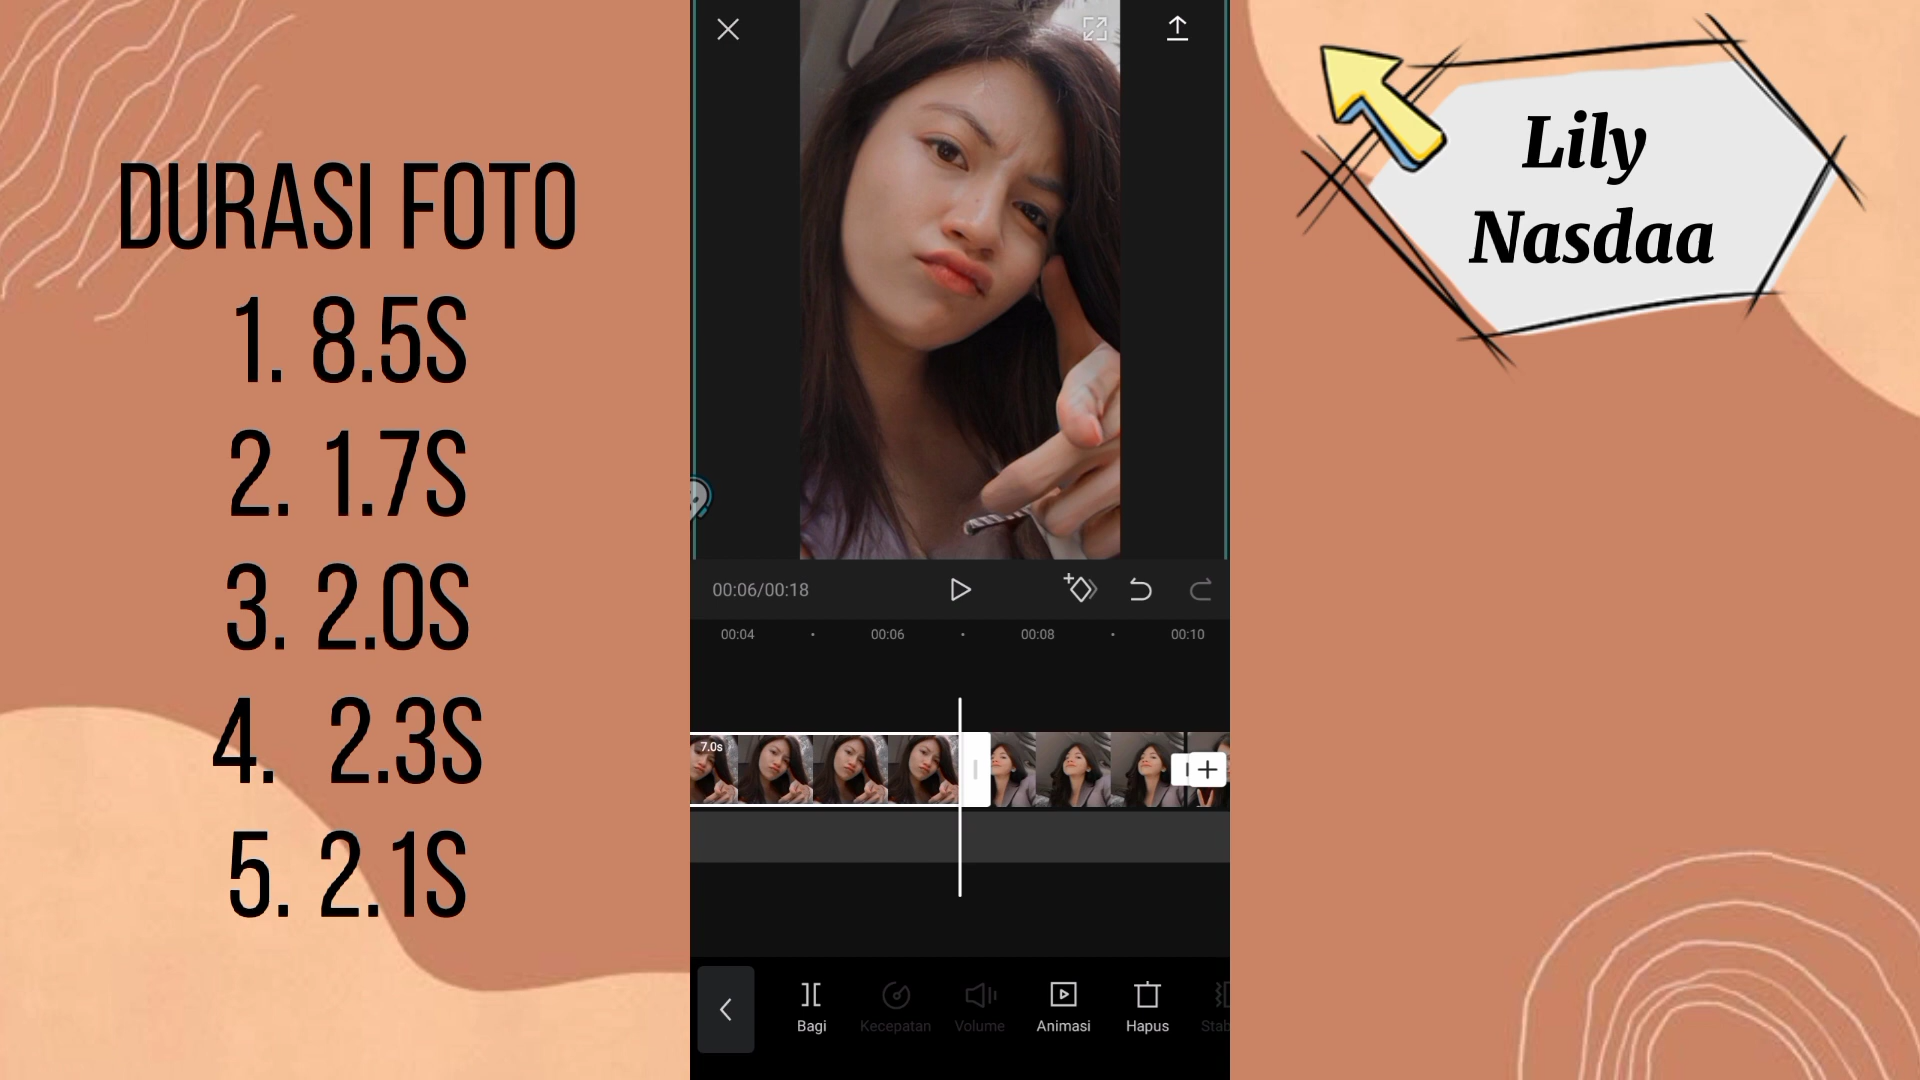 DURASI FOTO
1. 8.5S
2. 1.7S
3. 2.0S
4. 2.3S
5. 2.1S
00:06/00:18
00:04 00:06 00:08 00:10
7.0s
Bagi Kecepatan Volume Animasi Hapus Stab
Lily
Nasdaa